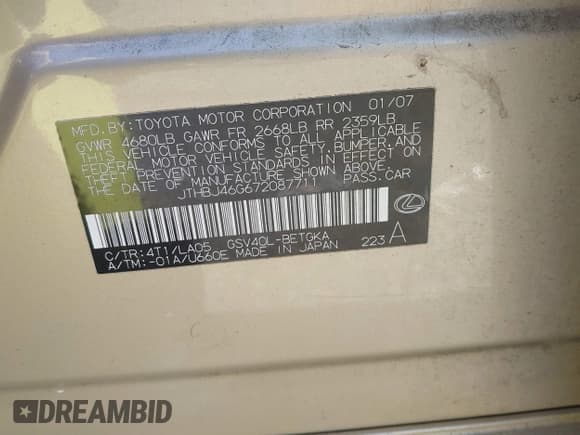 MFD. BY: TOYOTA MOTOR CORPORATION 01/07
GVWR 4680LB GAWR FR 2668LB RR 2359LB
THIS VEHICLE CONFORMS TO ALL APPLICABLE
FEDERAL MOTOR VEHICLE SAFETY, BUMPER, AND
THEFT PREVENTION STANDARDS IN EFFECT ON
THE DATE OF MANUFACTURE SHOWN ABOVE.
JTHBJ46G672087711 PASS.CAR
C/TR: 4T1/LA05 GSV40L-BETGKA
A/TM: -01A/U660E MADE IN JAPAN 223 A
DREAMBID